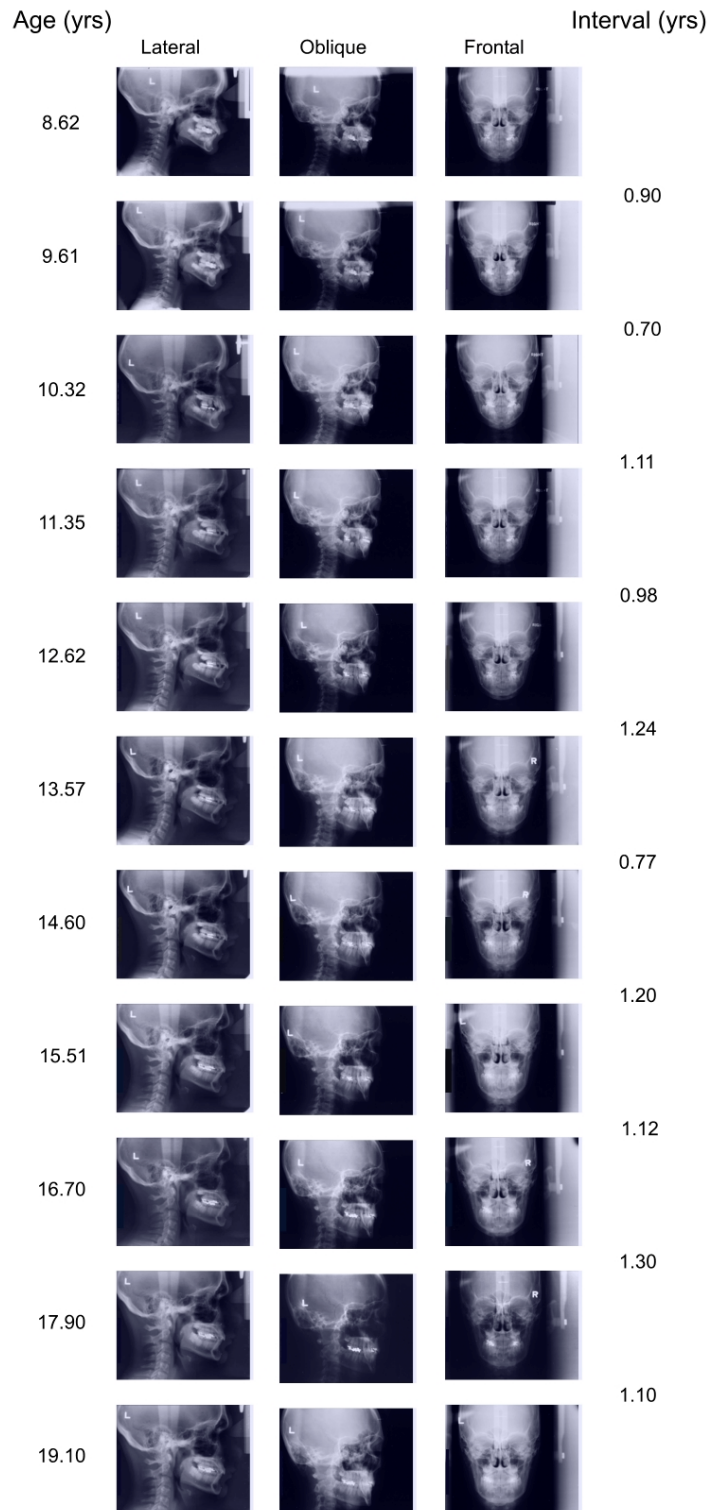 Age (yrs) Interval (yrs)
Lateral Oblique Frontal
L L
8.62
0.90
L L
9.61
0.70
L L
10.32
1.11
L L
11.35
0.98
L L
12.62
1.24
L L R
13.57
0.77
L L R
14.60
1.20
L L L
15.51
1.12
L L R
16.70
1.30
L L R
17.90
1.10
L L L
19.10